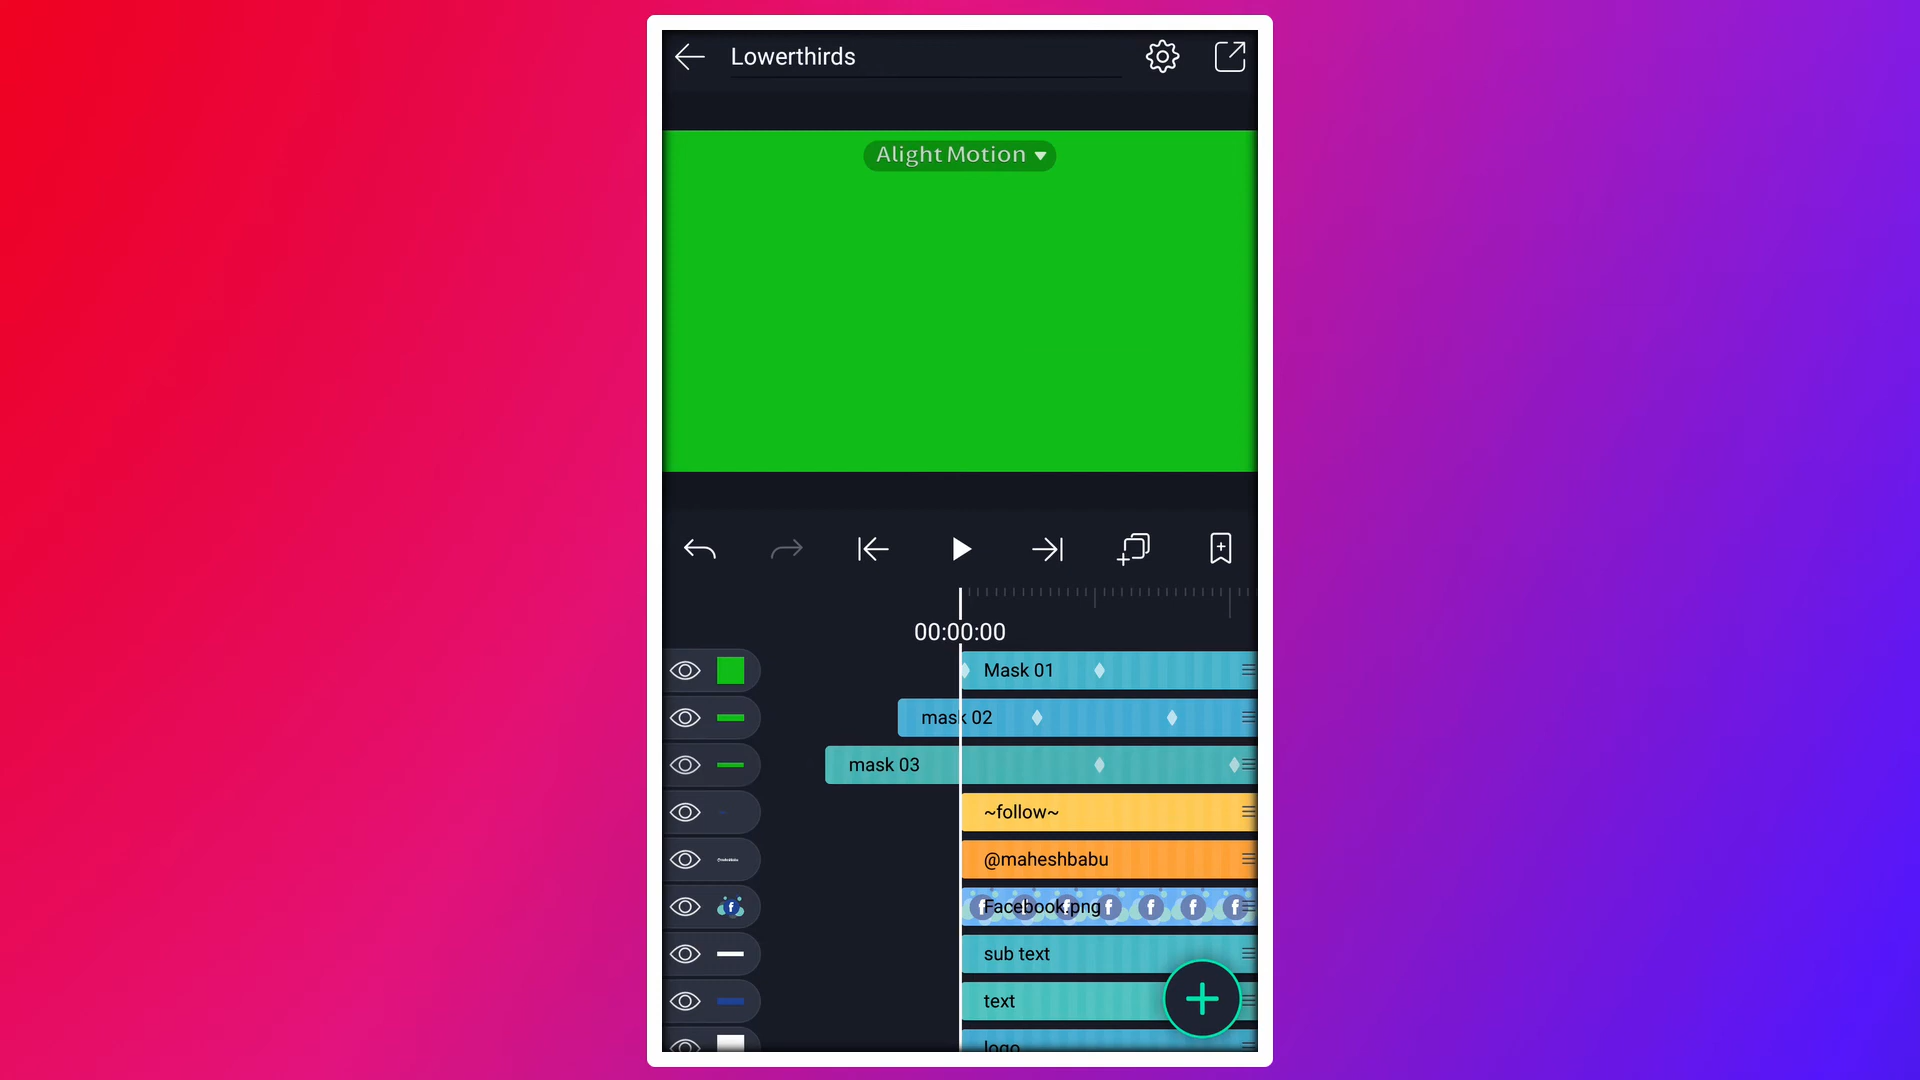 Lowerthirds
Alight Motion
00:00:00
Mask 01
mask 02
mask 03
~follow~
@maheshbabu
Facebook.png
sub text
text
logo